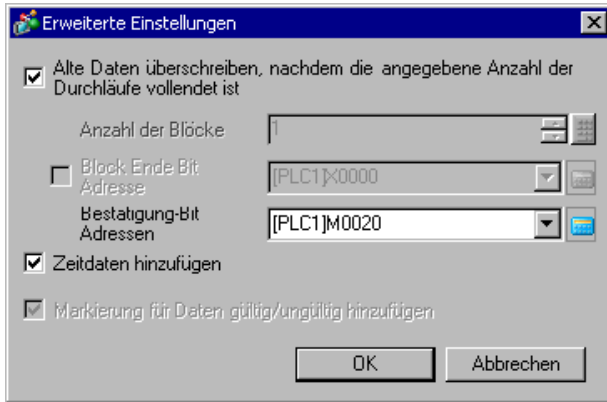 Erweiterte Einstellungen
Alte Daten überschreiben, nachdem die angegebene Anzahl der
Durchläufe vollendet ist
Anzahl der Blöcke 1
Block Ende Bit
Adresse [PLC1]X0000
Bestätigung-Bit
Adressen [PLC1]M0020
Zeitdaten hinzufügen
Markierung für Daten gültig/ungültig hinzufügen
OK Abbrechen